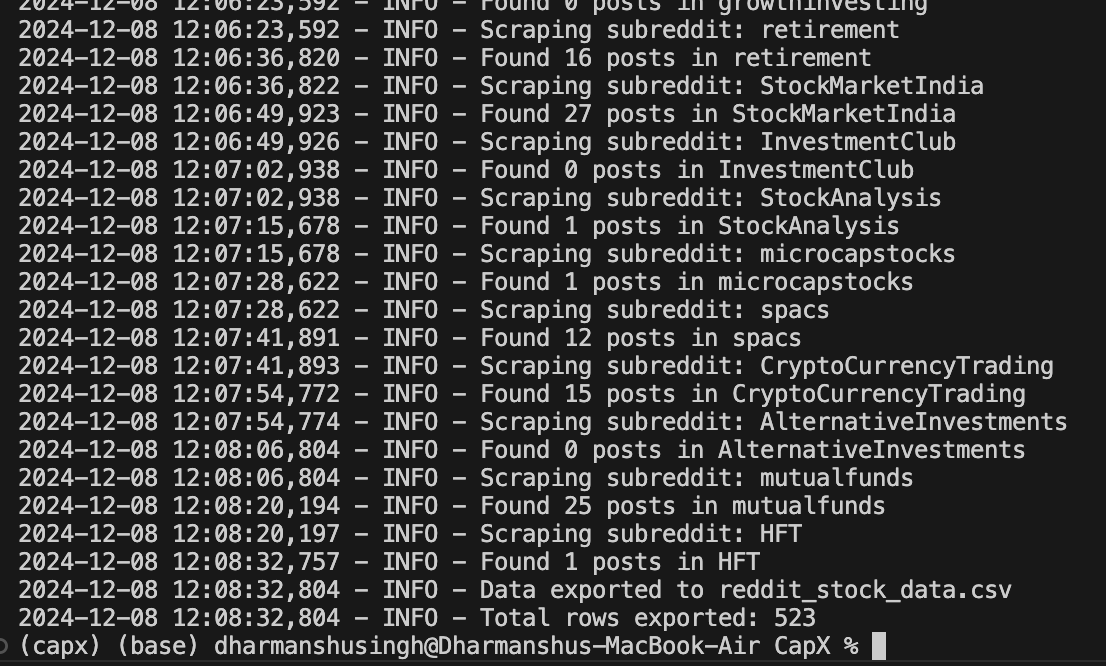 2024-12-08 12:06:23,592 - INFO - Found 0 posts in growthinvesting
2024-12-08 12:06:23,592 - INFO - Scraping subreddit: retirement
2024-12-08 12:06:36,820 - INFO - Found 16 posts in retirement
2024-12-08 12:06:36,822 - INFO - Scraping subreddit: StockMarketIndia
2024-12-08 12:06:49,923 - INFO - Found 27 posts in StockMarketIndia
2024-12-08 12:06:49,926 - INFO - Scraping subreddit: InvestmentClub
2024-12-08 12:07:02,938 - INFO - Found 0 posts in InvestmentClub
2024-12-08 12:07:02,938 - INFO - Scraping subreddit: StockAnalysis
2024-12-08 12:07:15,678 - INFO - Found 1 posts in StockAnalysis
2024-12-08 12:07:15,678 - INFO - Scraping subreddit: microcapstocks
2024-12-08 12:07:28,622 - INFO - Found 1 posts in microcapstocks
2024-12-08 12:07:28,622 - INFO - Scraping subreddit: spacs
2024-12-08 12:07:41,891 - INFO - Found 12 posts in spacs
2024-12-08 12:07:41,893 - INFO - Scraping subreddit: CryptoCurrencyTrading
2024-12-08 12:07:54,772 - INFO - Found 15 posts in CryptoCurrencyTrading
2024-12-08 12:07:54,774 - INFO - Scraping subreddit: AlternativeInvestments
2024-12-08 12:08:06,804 - INFO - Found 0 posts in AlternativeInvestments
2024-12-08 12:08:06,804 - INFO - Scraping subreddit: mutualfunds
2024-12-08 12:08:20,194 - INFO - Found 25 posts in mutualfunds
2024-12-08 12:08:20,197 - INFO - Scraping subreddit: HFT
2024-12-08 12:08:32,757 - INFO - Found 1 posts in HFT
2024-12-08 12:08:32,804 - INFO - Data exported to reddit_stock_data.csv
2024-12-08 12:08:32,804 - INFO - Total rows exported: 523
(capx) (base) dharmanshusingh@Dharmanshus-MacBook-Air CapX %